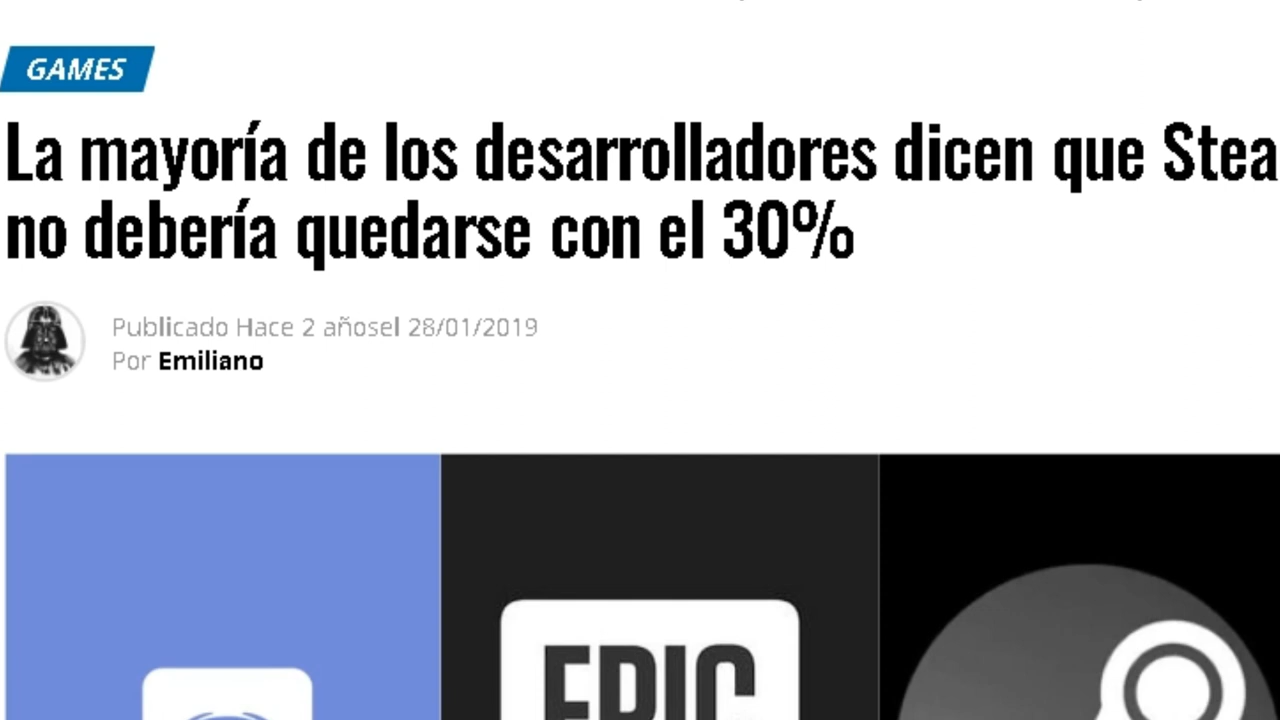 GAMES
La mayoría de los desarrolladores dicen que Stea
no debería quedarse con el 30%
Publicado Hace 2 añosel 28/01/2019
Por Emiliano
EPIC